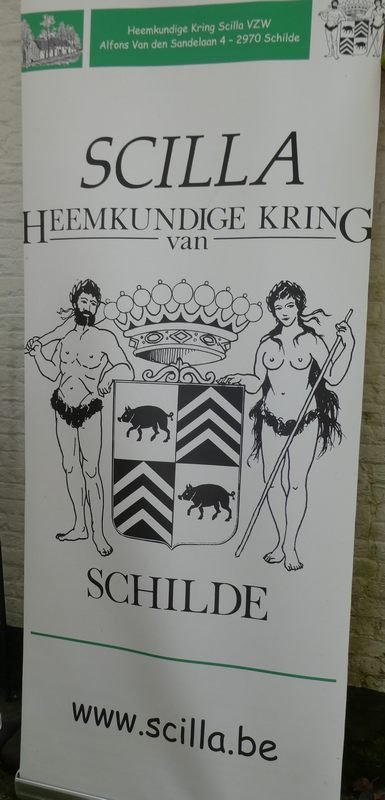 Heemkundige Kring Scilla VZW
Alfons Van den Sandelaan 4 - 2970 Schilde
SCILLA
HEEMKUNDIGE KRING
van
SCHILDE
www.scilla.be